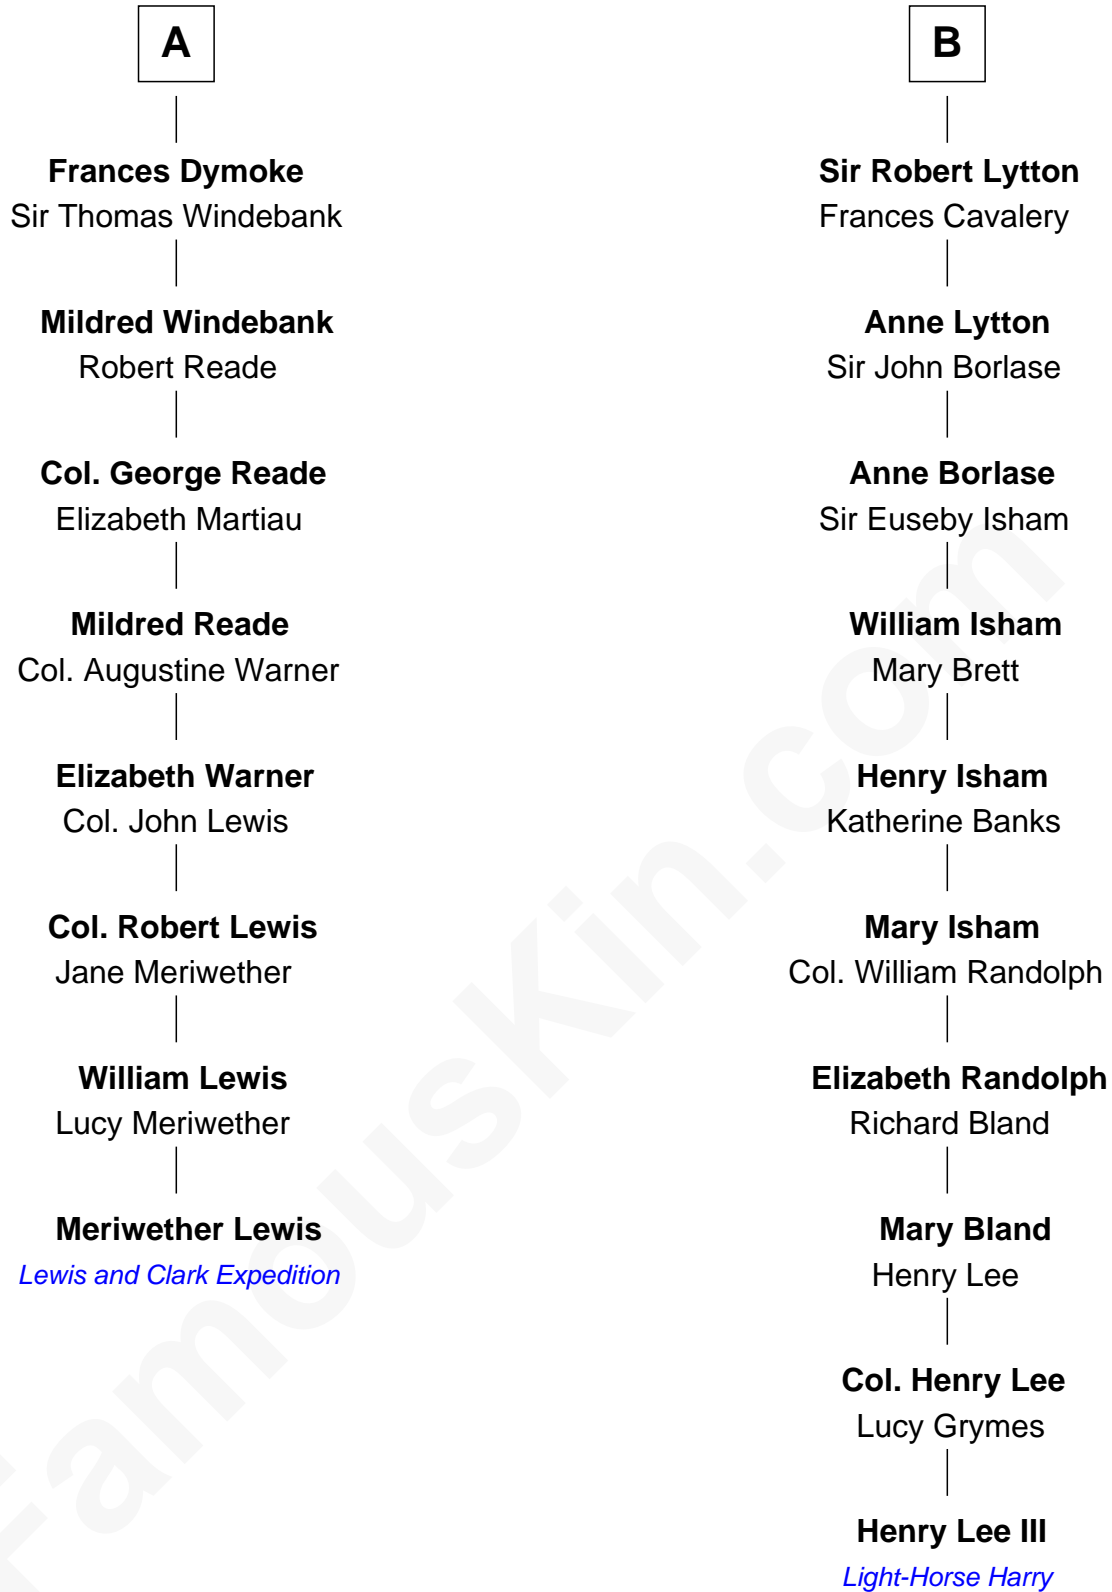 A
Frances Dymoke
Sir Thomas Windebank
Mildred Windebank
Robert Reade
Col. George Reade
Elizabeth Martiau
Mildred Reade
Col. Augustine Warner
Elizabeth Warner
Col. John Lewis
Col. Robert Lewis
Jane Meriwether
William Lewis
Lucy Meriwether
Meriwether Lewis
Lewis and Clark Expedition
B
Sir Robert Lytton
Frances Cavalery
Anne Lytton
Sir John Borlase
Anne Borlase
Sir Euseby Isham
William Isham
Mary Brett
Henry Isham
Katherine Banks
Mary Isham
Col. William Randolph
Elizabeth Randolph
Richard Bland
Mary Bland
Henry Lee
Col. Henry Lee
Lucy Grymes
Henry Lee III
Light-Horse Harry
FamousKin.com